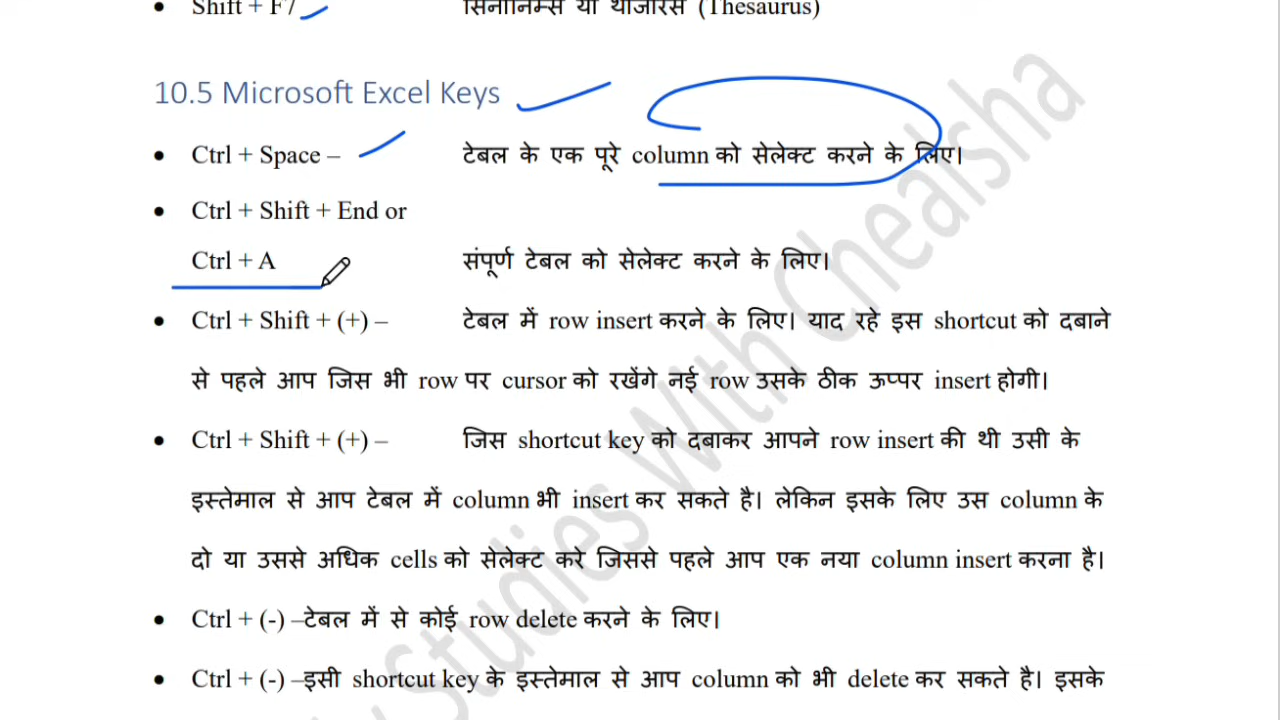 • Shift + F7 सिनोनिम्स या थीजॉरस (Thesaurus)
10.5 Microsoft Excel Keys
• Ctrl + Space – टेबल के एक पूरे column को सेलेक्ट करने के लिए।
• Ctrl + Shift + End or
Ctrl + A संपूर्ण टेबल को सेलेक्ट करने के लिए।
• Ctrl + Shift + (+) – टेबल में row insert करने के लिए। याद रहे इस shortcut को दबाने
से पहले आप जिस भी row पर cursor को रखेंगे नई row उसके ठीक ऊप्पर insert होगी।
• Ctrl + Shift + (+) – जिस shortcut key को दबाकर आपने row insert की थी उसी के
इस्तेमाल से आप टेबल में column भी insert कर सकते है। लेकिन इसके लिए उस column के
दो या उससे अधिक cells को सेलेक्ट करे जिससे पहले आप एक नया column insert करना है।
• Ctrl + (-) –टेबल में से कोई row delete करने के लिए।
• Ctrl + (-) –इसी shortcut key के इस्तेमाल से आप column को भी delete कर सकते है। इसके
Studies With Chealsha